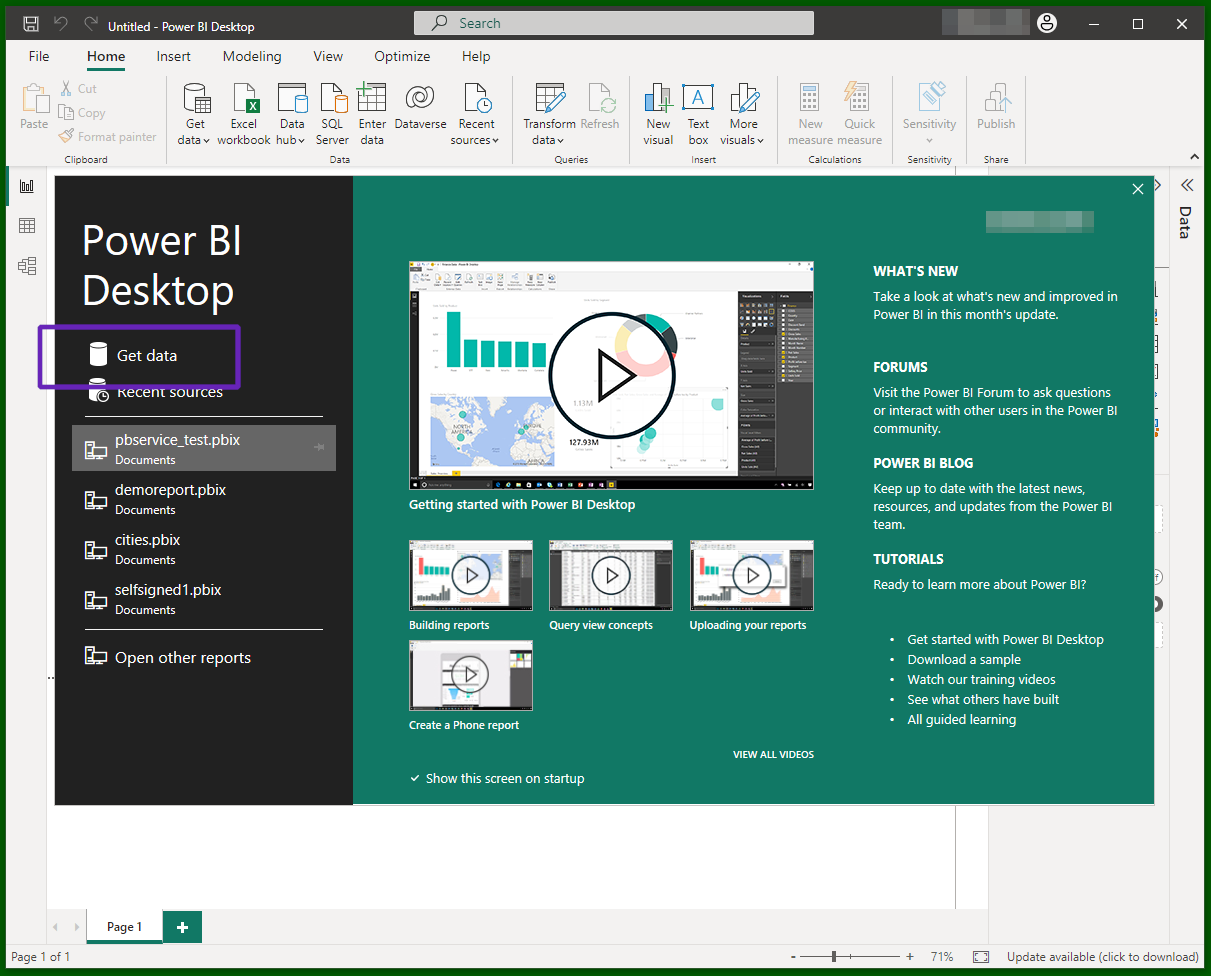 Untitled - Power BI Desktop
Search
File Home Insert Modeling View Optimize Help
Paste
Cut
Copy
Format painter
Clipboard
Get data
Excel workbook
Data hub
SQL Server
Enter data
Dataverse
Recent sources
Data
Transform data
Refresh
Queries
New visual
Text box
More visuals
Insert
New measure
Quick measure
Calculations
Sensitivity
Sensitivity
Publish
Share
Data
Power BI
Desktop
Get data
Recent sources
pbservice_test.pbix
Documents
demoreport.pbix
Documents
cities.pbix
Documents
selfsigned1.pbix
Documents
Open other reports
127.93M
Getting started with Power BI Desktop
Building reports
Query view concepts
Uploading your reports
Create a Phone report
VIEW ALL VIDEOS
Show this screen on startup
WHAT'S NEW
Take a look at what's new and improved in
Power BI in this month's update.
FORUMS
Visit the Power BI Forum to ask questions
or interact with other users in the Power BI
community.
POWER BI BLOG
Keep up to date with the latest news,
resources, and updates from the Power BI
team.
TUTORIALS
Ready to learn more about Power BI?
• Get started with Power BI Desktop
• Download a sample
• Watch our training videos
• See what others have built
• All guided learning
Page 1
+
Page 1 of 1
- + 71% Update available (click to download)